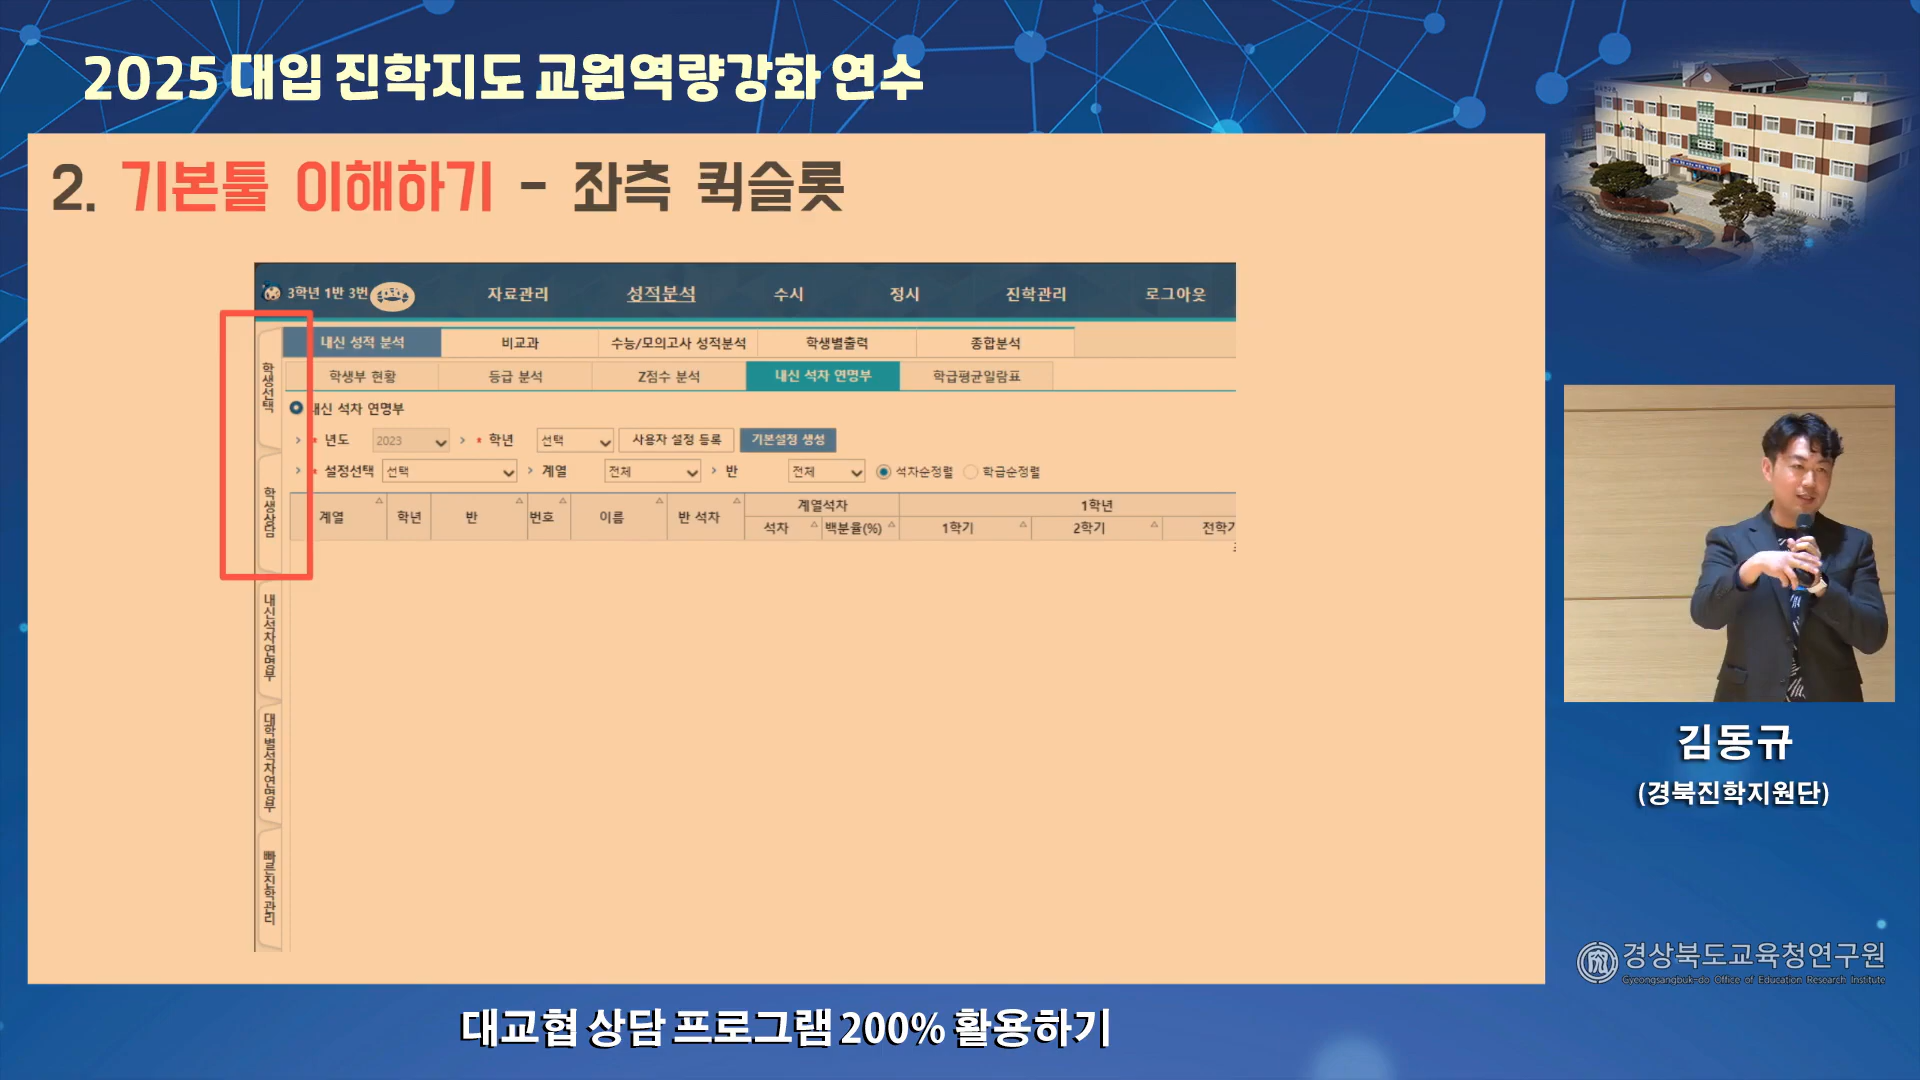 2025 대입 진학지도 교원역량강화 연수
2. 기본툴 이해하기 - 좌측 퀵슬롯
3학년 1반 3번
자료관리 성적분석 수시 정시 진학관리 로그아웃
내신 성적 분석 비교과 수능/모의고사 성적분석 학생별출력 종합분석
학생부 현황 등급 분석 Z점수 분석 내신 석차 연명부 학급평균일람표
내신 석차 연명부
> * 년도 2023 > * 학년 선택 사용자 설정 등록 기본설정 생성
> * 설정선택 선택 > 계열 전체 > 반 전체 석차순정렬 학급순정렬
계열 학년 반 번호 이름 반 석차 계열석차 1학년
석차 백분율(%) 1학기 2학기 전학기
학생선택
학생상담
내신석차연명부
대학별석차연명부
빠른진학관리
김동규
(경북진학지원단)
경상북도교육청연구원
Gyeongsangbuk-do Office of Education Research Institute
대교협 상담 프로그램 200% 활용하기